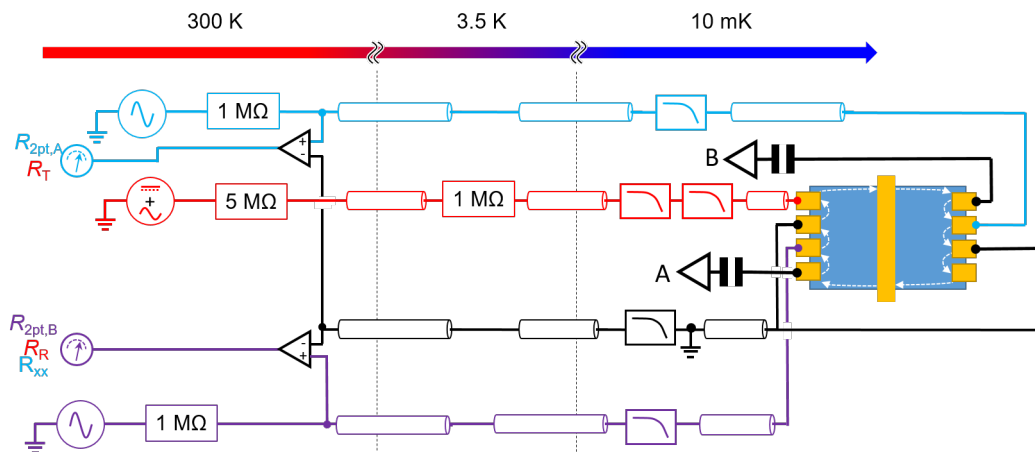 300 K
3.5 K
10 mK
1 MΩ
R2pt,A
RT
+
-
B
+
5 MΩ
1 MΩ
A
R2pt,B
RR
Rxx
-
+
1 MΩ